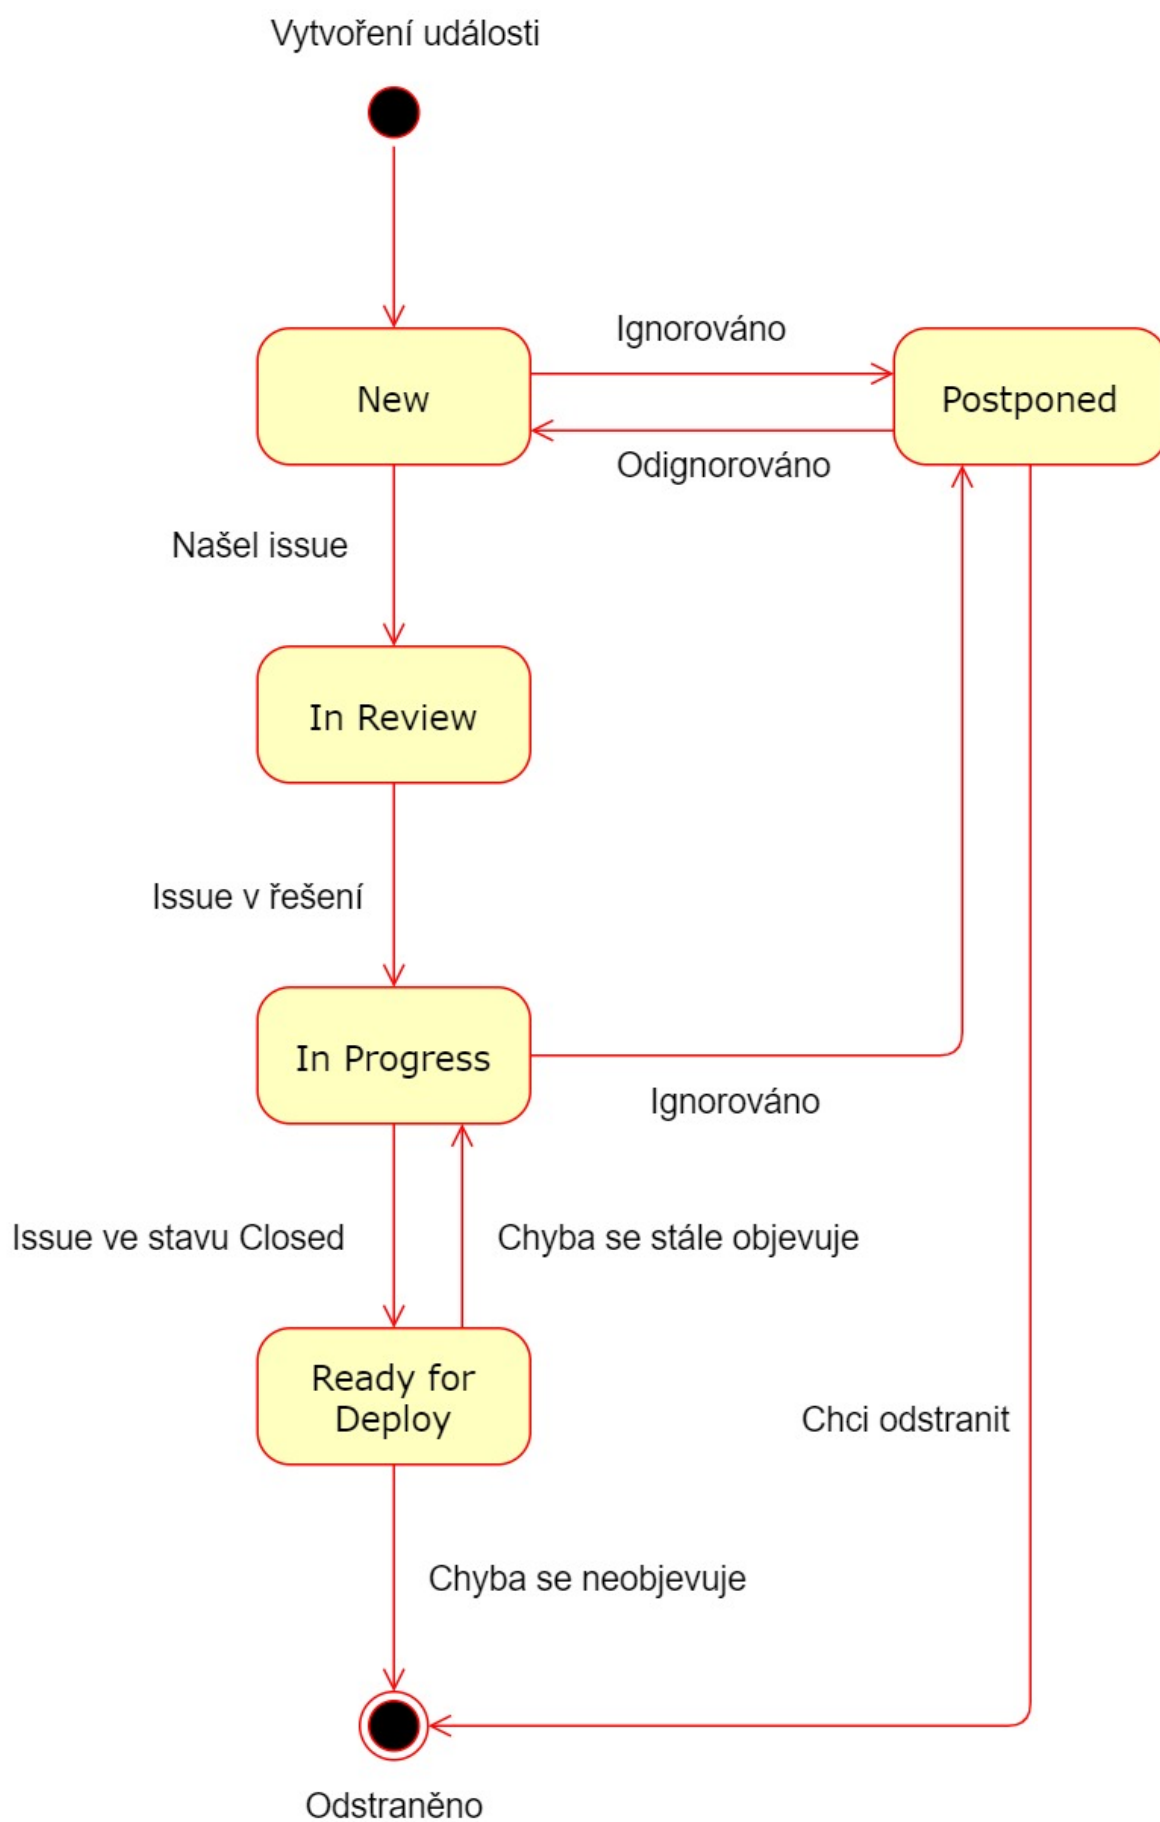 Vytvoření události
Ignorováno
New
Postponed
Odignorováno
Našel issue
In Review
Issue v řešení
In Progress
Ignorováno
Issue ve stavu Closed
Chyba se stále objevuje
Ready for
Deploy
Chci odstranit
Chyba se neobjevuje
Odstraněno